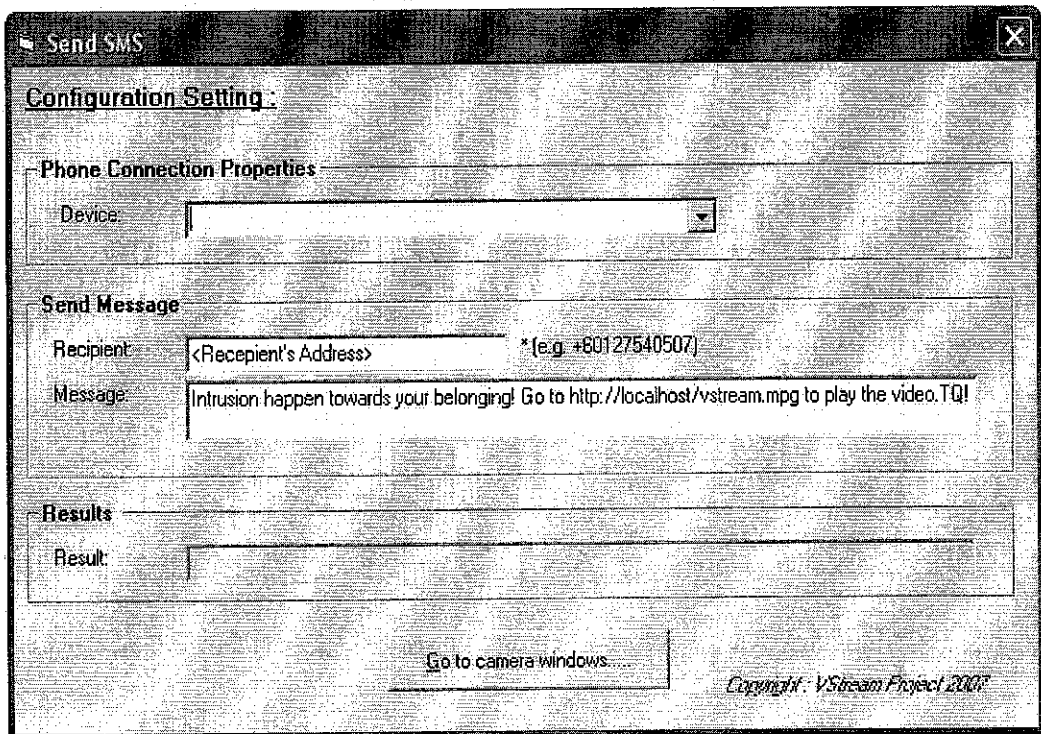 Send SMS
Configuration Setting :
Phone Connection Properties
Device:
Send Message
Recipient: <Recepient's Address> * (e.g. +60127540507)
Message: Intrusion happen towards your belonging! Go to http://localhost/vstream.mpg to play the video.TQ!
Results
Result:
Go to camera windows.....
Copyright : VStream Project 2007